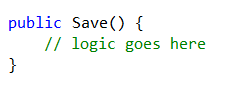 public Save() {
    // logic goes here
}